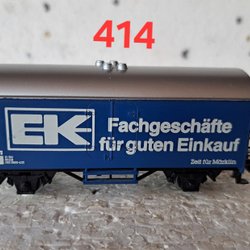 414
EK
Fachgeschäfte
für guten Einkauf
Zeit für Märklin